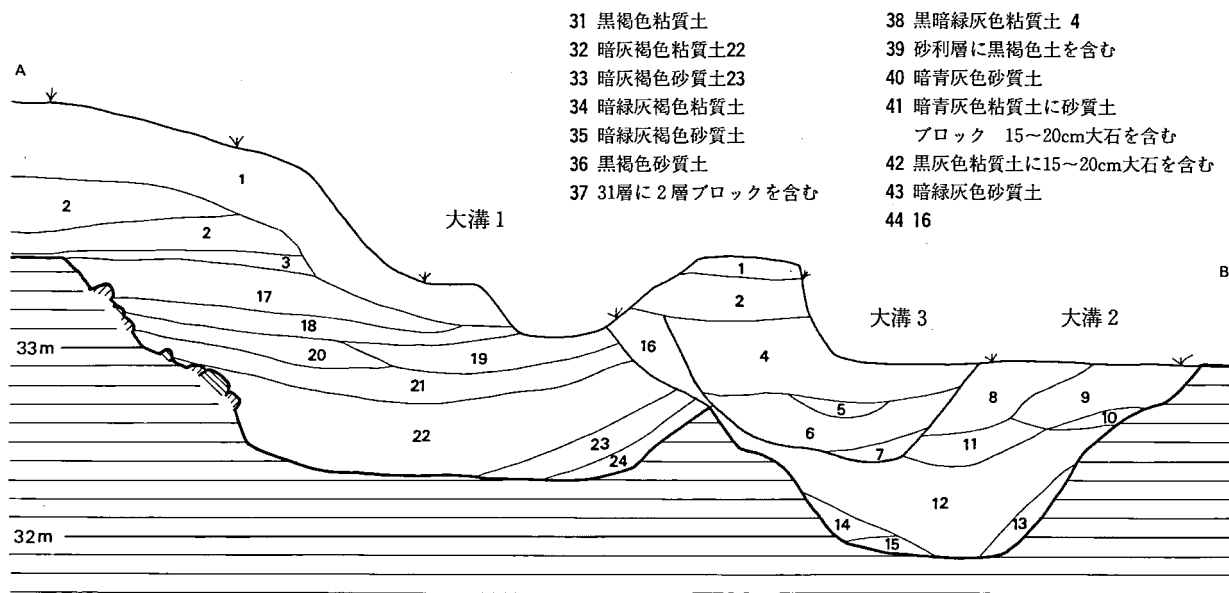 31 黒褐色粘質土
32 暗灰褐色粘質土22
33 暗灰褐色砂質土23
34 暗緑灰褐色粘質土
35 暗緑灰褐色砂質土
36 黒褐色砂質土
37 31層に2層ブロックを含む
38 黒暗緑灰色粘質土 4
39 砂利層に黒褐色土を含む
40 暗青灰色砂質土
41 暗青灰色粘質土に砂質土
ブロック 15~20cm大石を含む
42 黒灰色粘質土に15~20cm大石を含む
43 暗緑灰色砂質土
44 16
A
B
大溝1
大溝3
大溝2
33m
32m
1
2
2
3
17
18
19
20
21
22
23
24
1
2
16
4
5
6
7
8
9
10
11
12
13
14
15